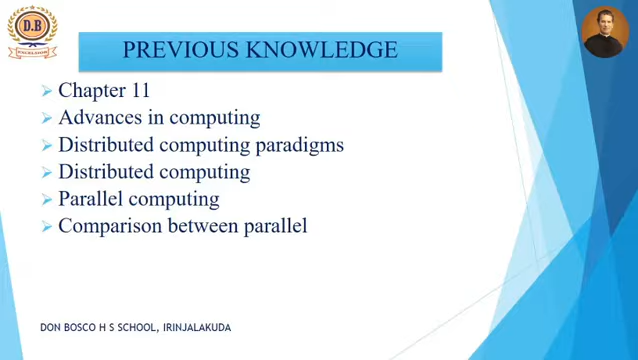 D.B
EXCELSIOR
PREVIOUS KNOWLEDGE
Chapter 11
Advances in computing
Distributed computing paradigms
Distributed computing
Parallel computing
Comparison between parallel
DON BOSCO H S SCHOOL, IRINJALAKUDA